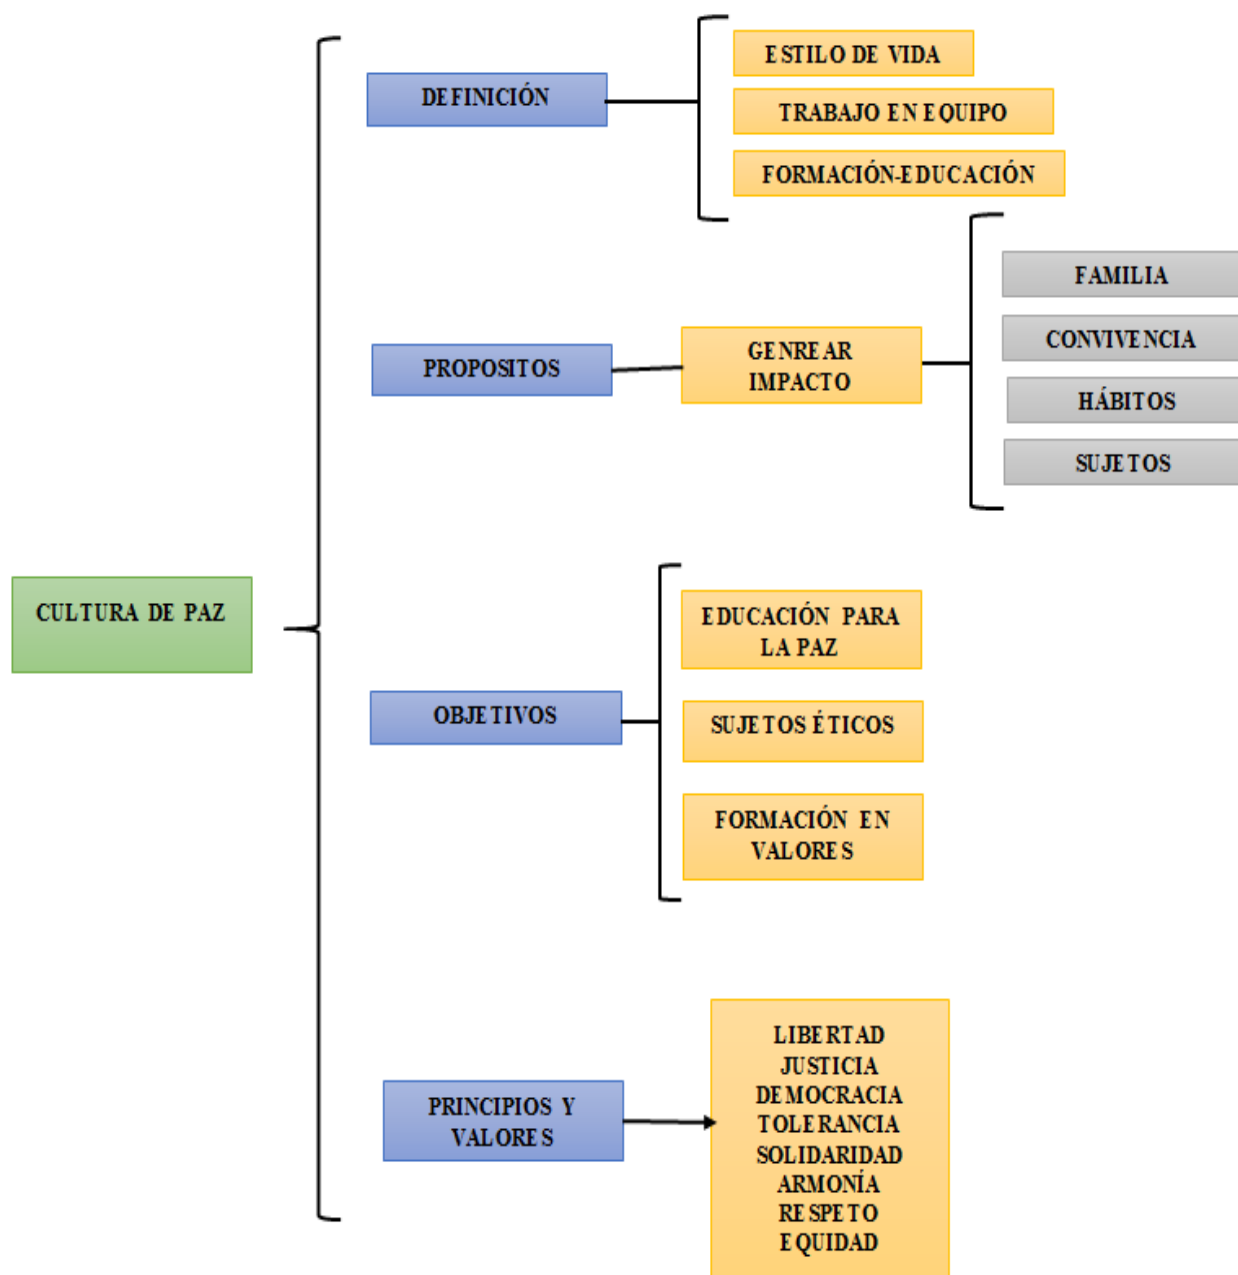 CULTURA DE PAZ
DEFINICIÓN
ESTILO DE VIDA
TRABAJO EN EQUIPO
FORMACIÓN-EDUCACIÓN
PROPOSITOS
GENREAR
IMPACTO
FAMILIA
CONVIVENCIA
HÁBITOS
SUJETOS
OBJETIVOS
EDUCACIÓN PARA
LA PAZ
SUJETOS ÉTICOS
FORMACIÓN EN
VALORES
PRINCIPIOS Y
VALORES
LIBERTAD
JUSTICIA
DEMOCRACIA
TOLERANCIA
SOLIDARIDAD
ARMONÍA
RESPETO
EQUIDAD